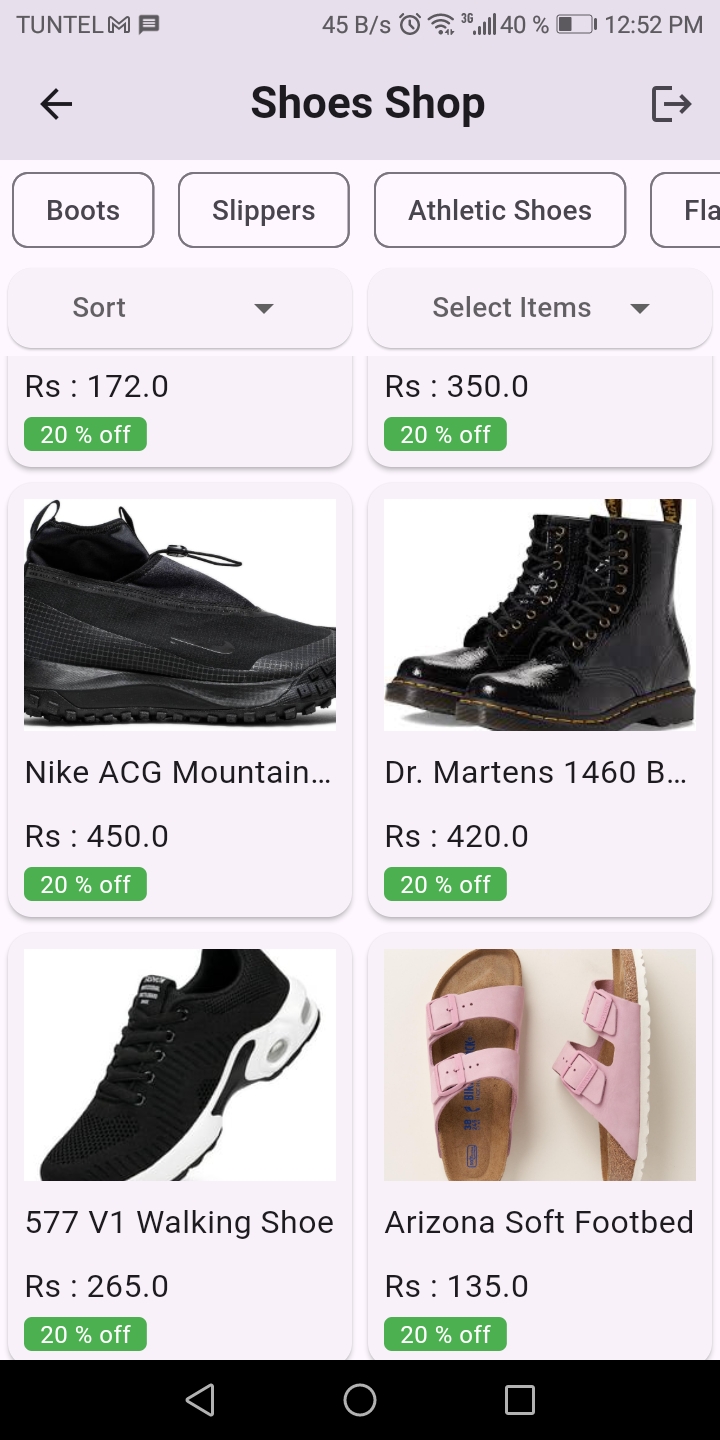 TUNTEL 45 B/s 3G 40 % 12:52 PM
Shoes Shop
Boots Slippers Athletic Shoes Fla
Sort Select Items
Rs : 172.0 Rs : 350.0
20 % off 20 % off
Nike ACG Mountain... Dr. Martens 1460 B...
Rs : 450.0 Rs : 420.0
20 % off 20 % off
577 V1 Walking Shoe Arizona Soft Footbed
Rs : 265.0 Rs : 135.0
20 % off 20 % off